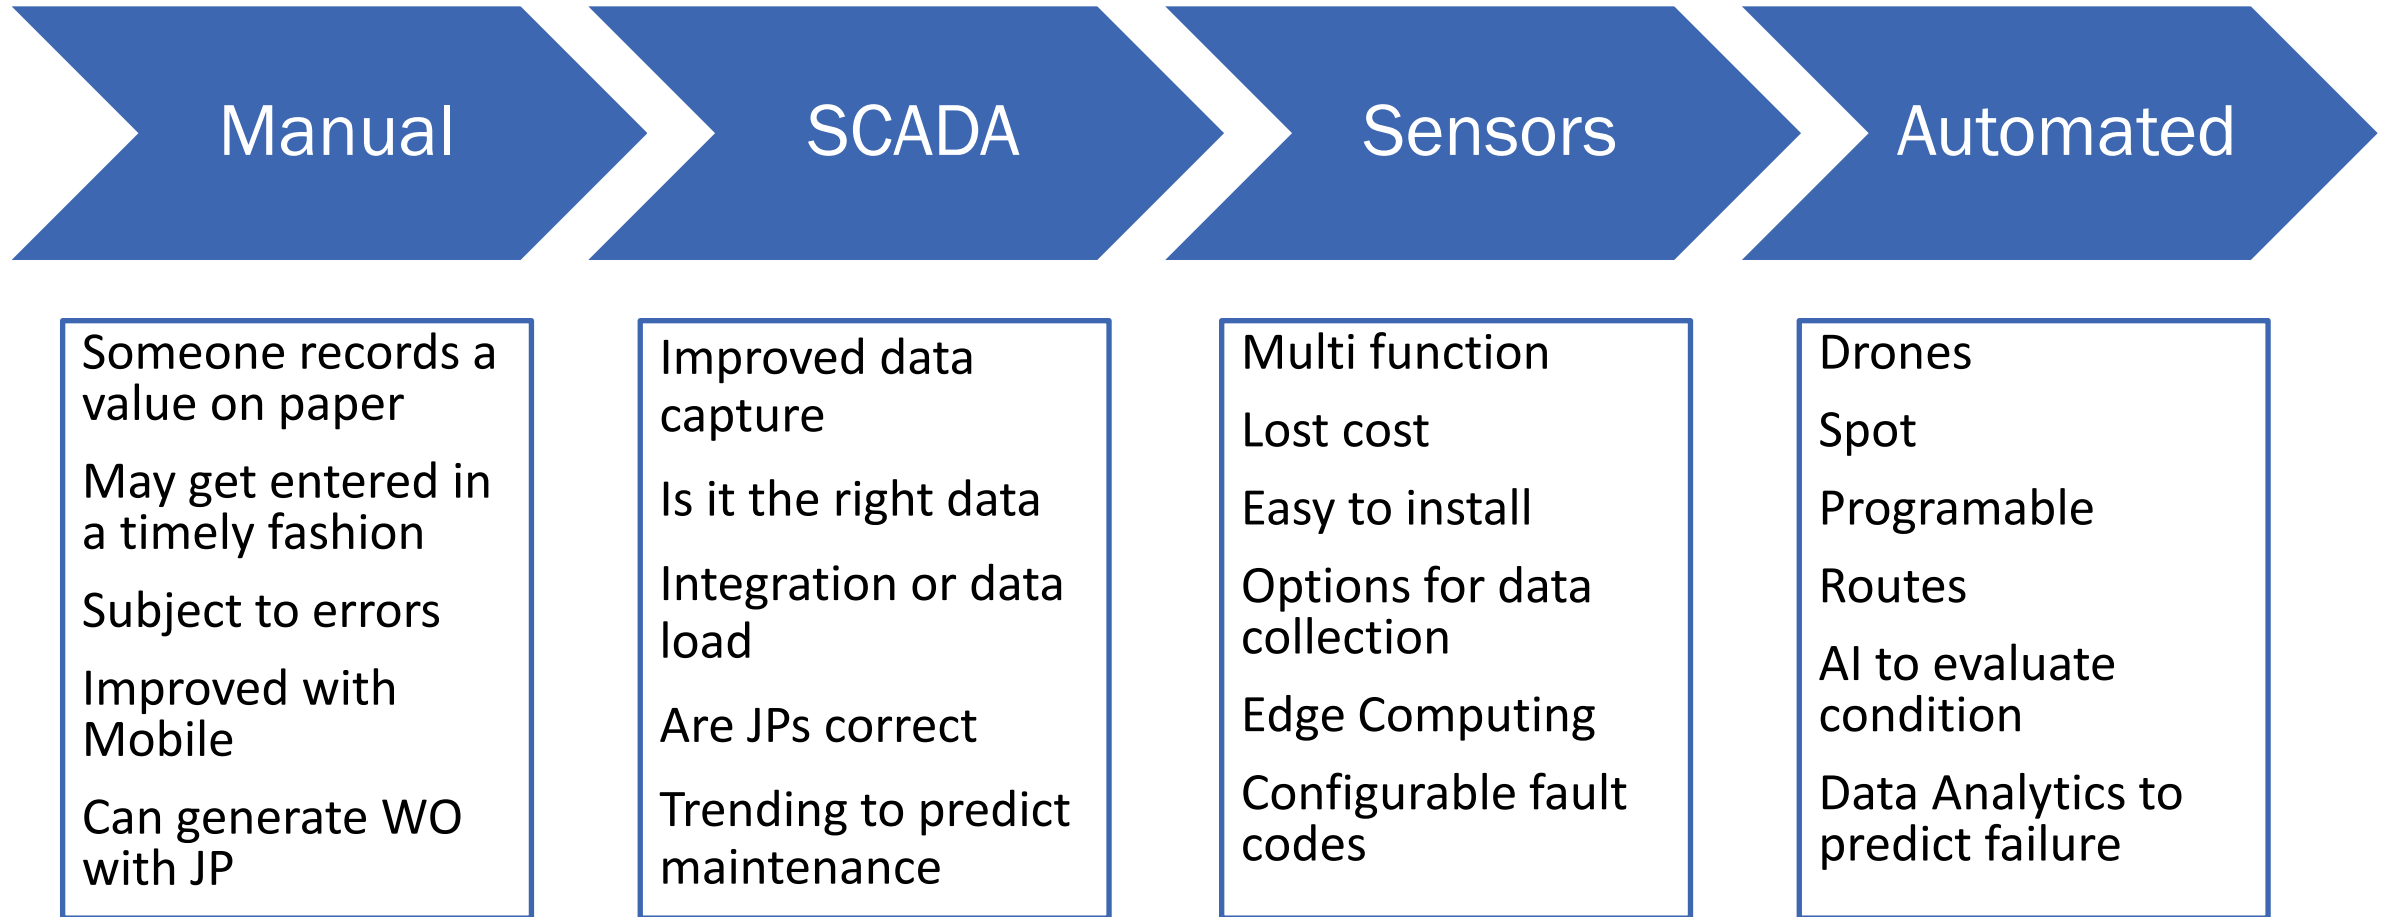 Manual
SCADA
Sensors
Automated
Someone records a
value on paper
May get entered in
a timely fashion
Subject to errors
Improved with
Mobile
Can generate WO
with JP
Improved data
capture
Is it the right data
Integration or data
load
Are JPs correct
Trending to predict
maintenance
Multi function
Lost cost
Easy to install
Options for data
collection
Edge Computing
Configurable fault
codes
Drones
Spot
Programable
Routes
AI to evaluate
condition
Data Analytics to
predict failure